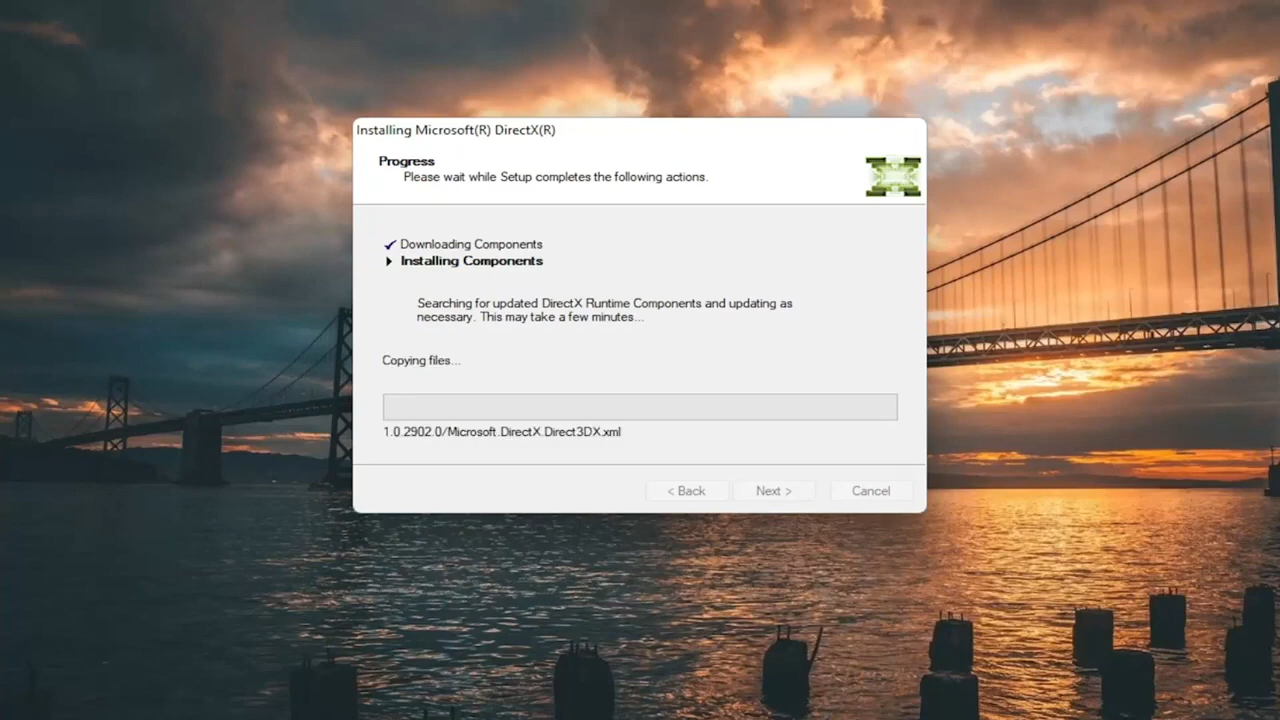 Installing Microsoft(R) DirectX(R)
Progress
Please wait while Setup completes the following actions.
Downloading Components
Installing Components
Searching for updated DirectX Runtime Components and updating as
necessary. This may take a few minutes...
Copying files...
1.0.2902.0/Microsoft.DirectX.Direct3DX.xml
< Back
Next >
Cancel